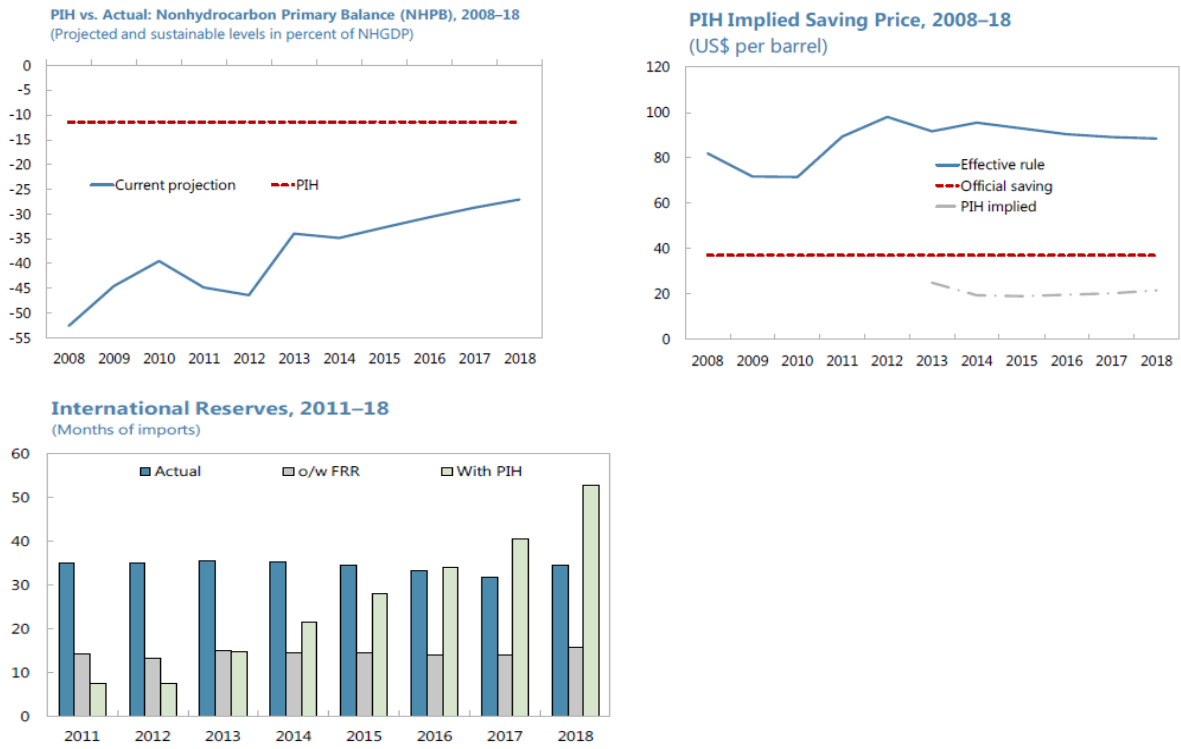 PIH vs. Actual: Nonhydrocarbon Primary Balance (NHPB), 2008–18
(Projected and sustainable levels in percent of NHGDP)
0
-5
-10
-15
-20
-25
-30
-35
-40
-45
-50
-55
Current projection PIH
2008 2009 2010 2011 2012 2013 2014 2015 2016 2017 2018
PIH Implied Saving Price, 2008–18
(US$ per barrel)
120
100
80
60
40
20
0
Effective rule
Official saving
PIH implied
2008 2009 2010 2011 2012 2013 2014 2015 2016 2017 2018
International Reserves, 2011–18
(Months of imports)
60
50
40
30
20
10
0
Actual o/w FRR With PIH
2011 2012 2013 2014 2015 2016 2017 2018